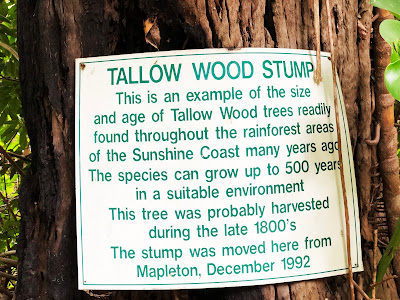 TALLOW WOOD STUMP
This is an example of the size
and age of Tallow Wood trees readily
found throughout the rainforest areas
of the Sunshine Coast many years ago
The species can grow up to 500 years
in a suitable environment
This tree was probably harvested
during the late 1800's
The stump was moved here from
Mapleton, December 1992